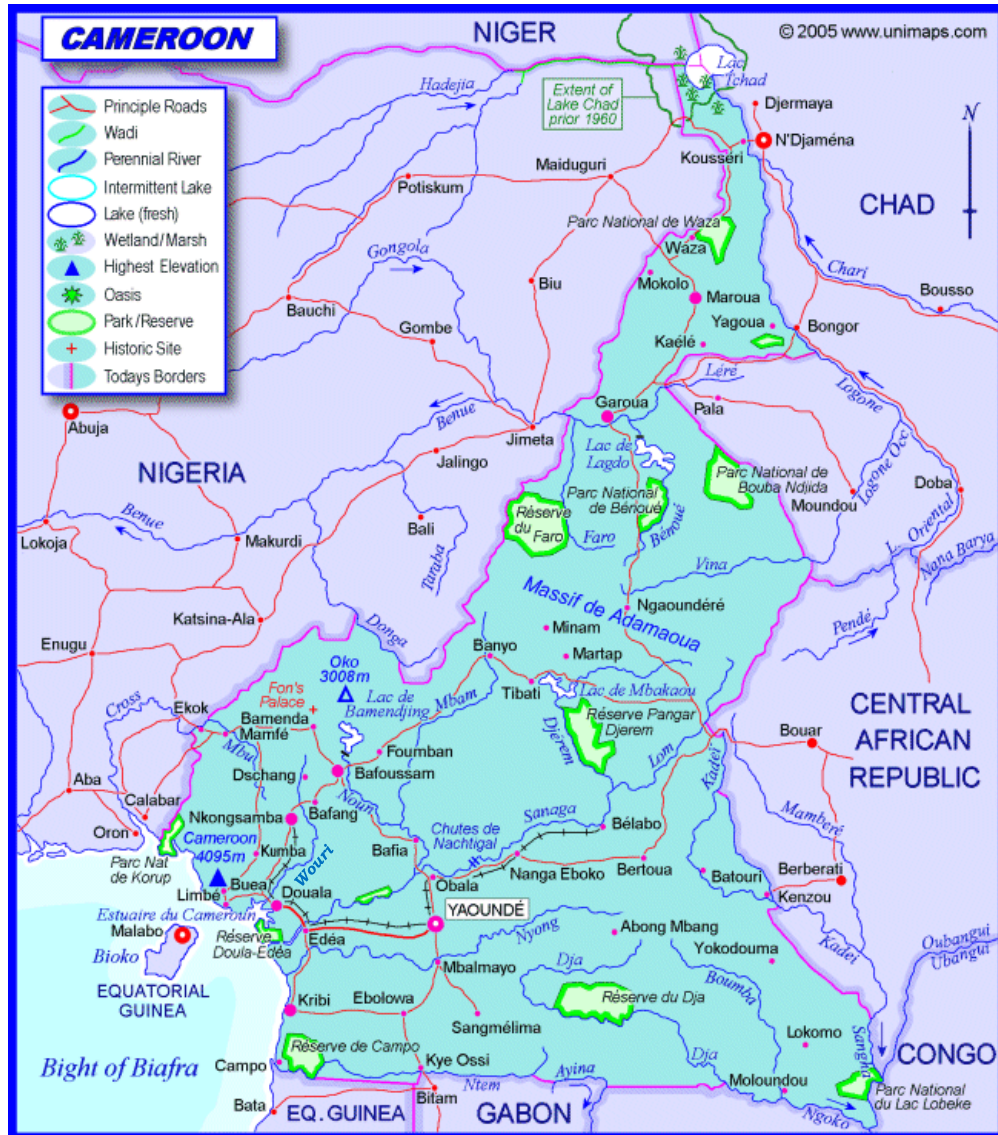 CAMEROON
© 2005 www.unimaps.com
Principle Roads
Wadi
Perennial River
Intermittent Lake
Lake (fresh)
Wetland/Marsh
Highest Elevation
Oasis
Park/Reserve
Historic Site
Todays Borders
NIGER
Lac
Tchad
Hadejia
Extent of
Lake Chad
prior 1960
Djermaya
N
N'Djaména
Kousséri
Maiduguri
Potiskum
CHAD
Parc National de Waza
Waza
Gongola
Chari
Mokolo
Biu
Maroua
Bousso
Bauchi
Yagoua
Bongor
Gombe
Kaélé
Léré
Logone
Garoua
Pala
Benue
Abuja
Jimeta
Lac de
Lagdo
Logone Occ.
Jalingo
NIGERIA
Parc National de
Bouba Ndjida
Doba
Parc National
de Bénoué
Moundou
Réserve
du
Faro
Benue
Bali
L. Oriental
Lokoja
Makurdi
Faro
Bénoué
Nana Barya
Taraba
Vina
Massif de Adamaoua
Ngaoundéré
Katsina-Ala
Pendé
Donga
Minam
Enugu
Banyo
Martap
Oko
3008m
Tibati
Lac de Mbakaou
Fon's
Palace
Lac de
Bamendjing
Mbam
CENTRAL
AFRICAN
REPUBLIC
Cross
Ekok
Réserve Pangar
Djerem
Bamenda
Mamfé
Djérem
Bouar
Mbu
Foumban
Lom
Kadeï
Dschang
Bafoussam
Aba
Calabar
Noun
Sanaga
Mamberé
Nkongsamba
Bafang
Bélabo
Oron
Cameroon
4095m
Chutes de
Nachtigal
Bafia
Kumba
Wouri
Parc Nat
de Korup
Nanga Eboko
Bertoua
Berberati
Buea
Obala
Batouri
Limbé
Douala
Kenzou
YAOUNDÉ
Estuaire du Cameroun
Malabo
Nyong
Abong Mbang
Oubangui
Ubangui
Réserve
Doula-Edéa
Edéa
Kadeï
Bioko
Yokodouma
Mbalmayo
Dja
Boumba
EQUATORIAL
GUINEA
Kribi
Ebolowa
Réserve du Dja
Sangmélima
Lokomo
Sangha
Réserve de Campo
CONGO
Bight of Biafra
Campo
Kye Ossi
Dja
Ayina
Moloundou
Parc National
du Lac Lobeke
Ntem
Bitam
Bata
EQ. GUINEA
GABON
Ngoko